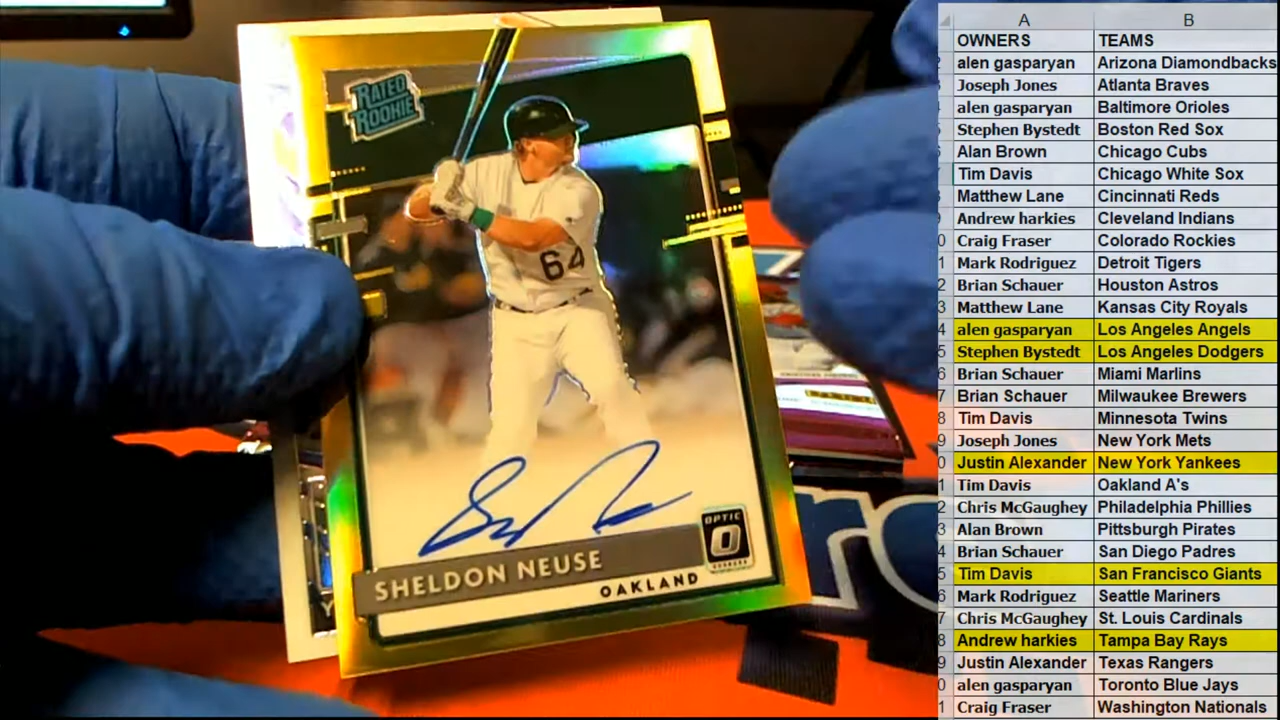 RATED
ROOKIE
64
SHELDON NEUSE
OAKLAND
OPTIC
A B
OWNERS TEAMS
alen gasparyan Arizona Diamondbacks
Joseph Jones Atlanta Braves
alen gasparyan Baltimore Orioles
Stephen Bystedt Boston Red Sox
Alan Brown Chicago Cubs
Tim Davis Chicago White Sox
Matthew Lane Cincinnati Reds
Andrew harkies Cleveland Indians
Craig Fraser Colorado Rockies
Mark Rodriguez Detroit Tigers
Brian Schauer Houston Astros
Matthew Lane Kansas City Royals
alen gasparyan Los Angeles Angels
Stephen Bystedt Los Angeles Dodgers
Brian Schauer Miami Marlins
Brian Schauer Milwaukee Brewers
Tim Davis Minnesota Twins
Joseph Jones New York Mets
Justin Alexander New York Yankees
Tim Davis Oakland A's
Chris McGaughey Philadelphia Phillies
Alan Brown Pittsburgh Pirates
Brian Schauer San Diego Padres
Tim Davis San Francisco Giants
Mark Rodriguez Seattle Mariners
Chris McGaughey St. Louis Cardinals
Andrew harkies Tampa Bay Rays
Justin Alexander Texas Rangers
alen gasparyan Toronto Blue Jays
Craig Fraser Washington Nationals